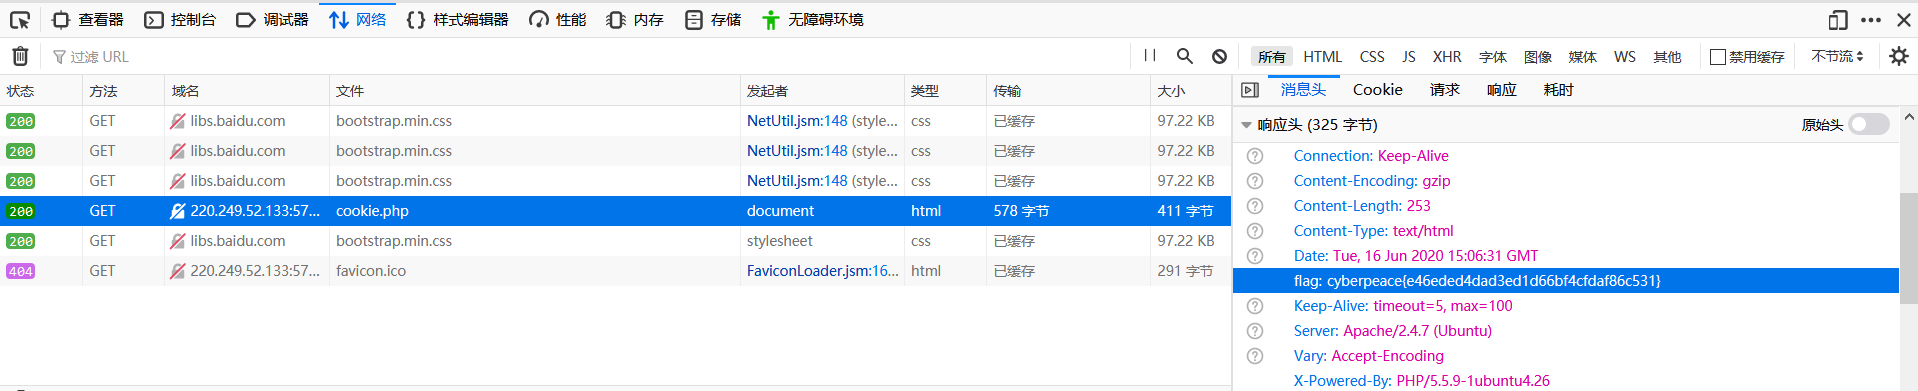 查看器 控制台 调试器 网络 样式编辑器 性能 内存 存储 无障碍环境
过滤 URL 所有 HTML CSS JS XHR 字体 图像 媒体 WS 其他 禁用缓存 不节流
状态 方法 域名 文件 发起者 类型 传输 大小
200 GET libs.baidu.com bootstrap.min.css NetUtil.jsm:148 (style... css 已缓存 97.22 KB
200 GET libs.baidu.com bootstrap.min.css NetUtil.jsm:148 (style... css 已缓存 97.22 KB
200 GET libs.baidu.com bootstrap.min.css NetUtil.jsm:148 (style... css 已缓存 97.22 KB
200 GET 220.249.52.133:57... cookie.php document html 578 字节 411 字节
200 GET libs.baidu.com bootstrap.min.css stylesheet css 已缓存 97.22 KB
404 GET 220.249.52.133:57... favicon.ico FaviconLoader.jsm:16... html 已缓存 291 字节
消息头 Cookie 请求 响应 耗时
响应头 (325 字节) 原始头
Connection: Keep-Alive
Content-Encoding: gzip
Content-Length: 253
Content-Type: text/html
Date: Tue, 16 Jun 2020 15:06:31 GMT
flag: cyberpeace{e46eded4dad3ed1d66bf4cfdaf86c531}
Keep-Alive: timeout=5, max=100
Server: Apache/2.4.7 (Ubuntu)
Vary: Accept-Encoding
X-Powered-By: PHP/5.5.9-1ubuntu4.26